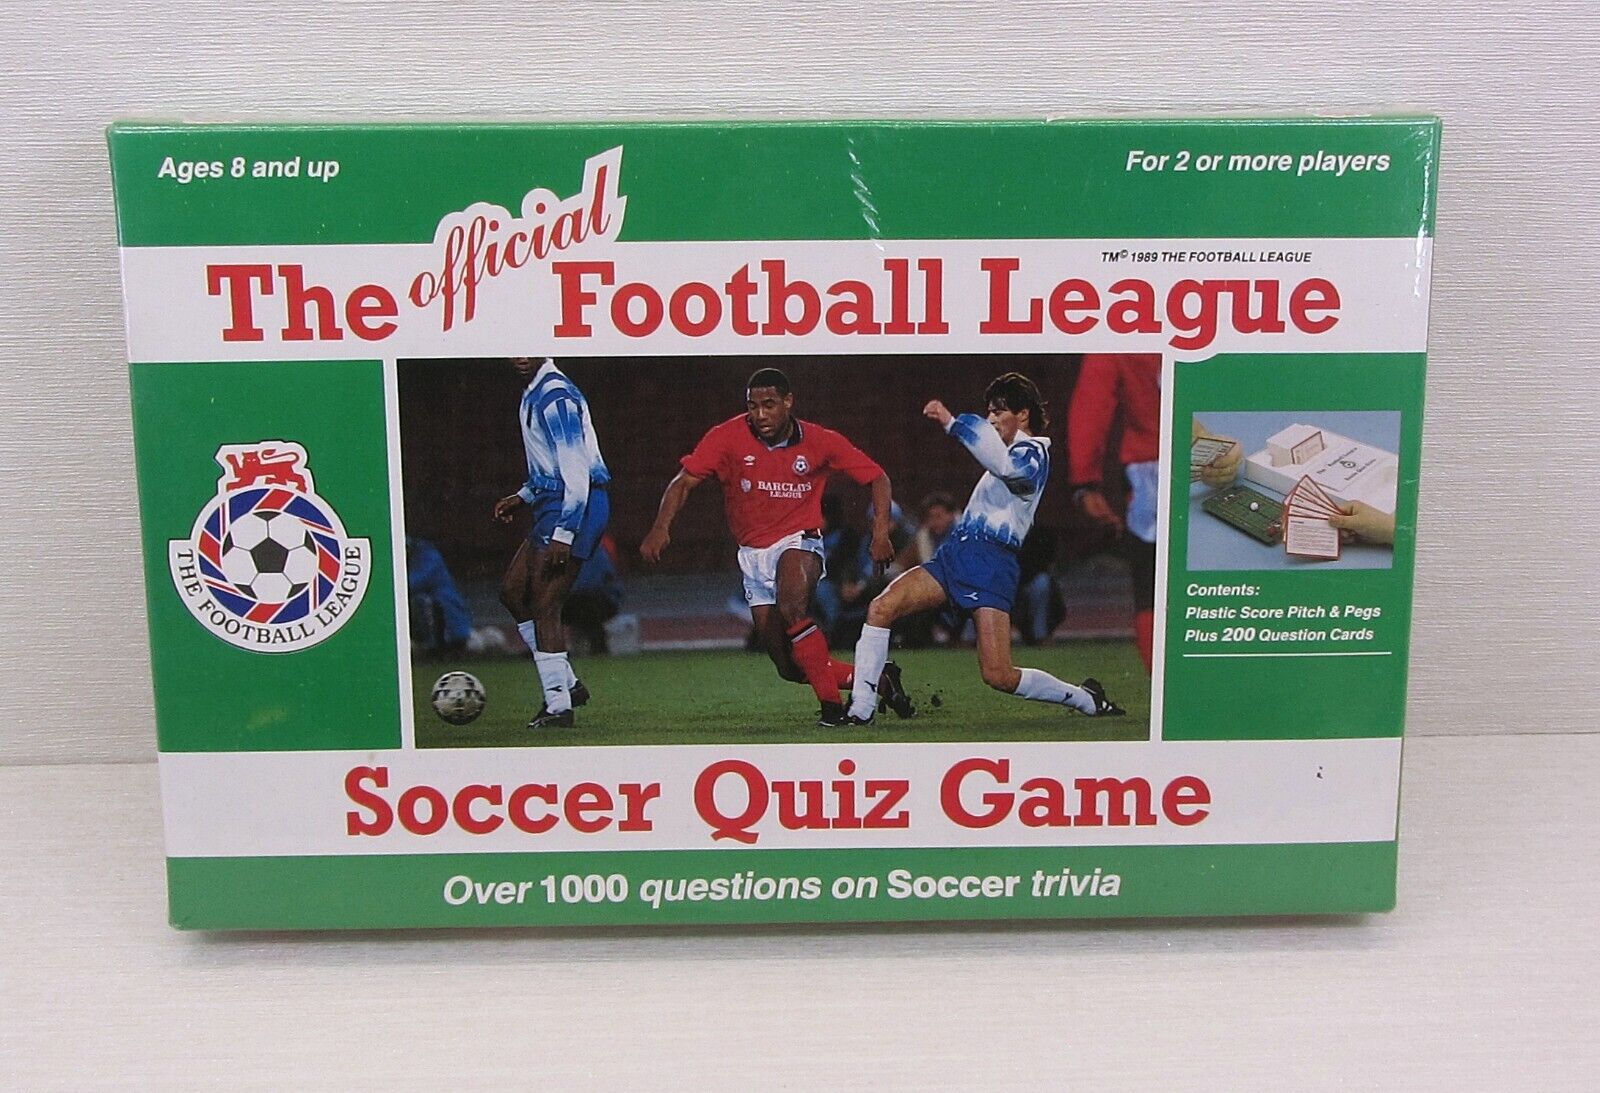 Ages 8 and up
For 2 or more players
The official Football League
TM© 1989 THE FOOTBALL LEAGUE
THE FOOTBALL LEAGUE
BARCLAYS
LEAGUE
Contents:
Plastic Score Pitch & Pegs
Plus 200 Question Cards
Soccer Quiz Game
Over 1000 questions on Soccer trivia